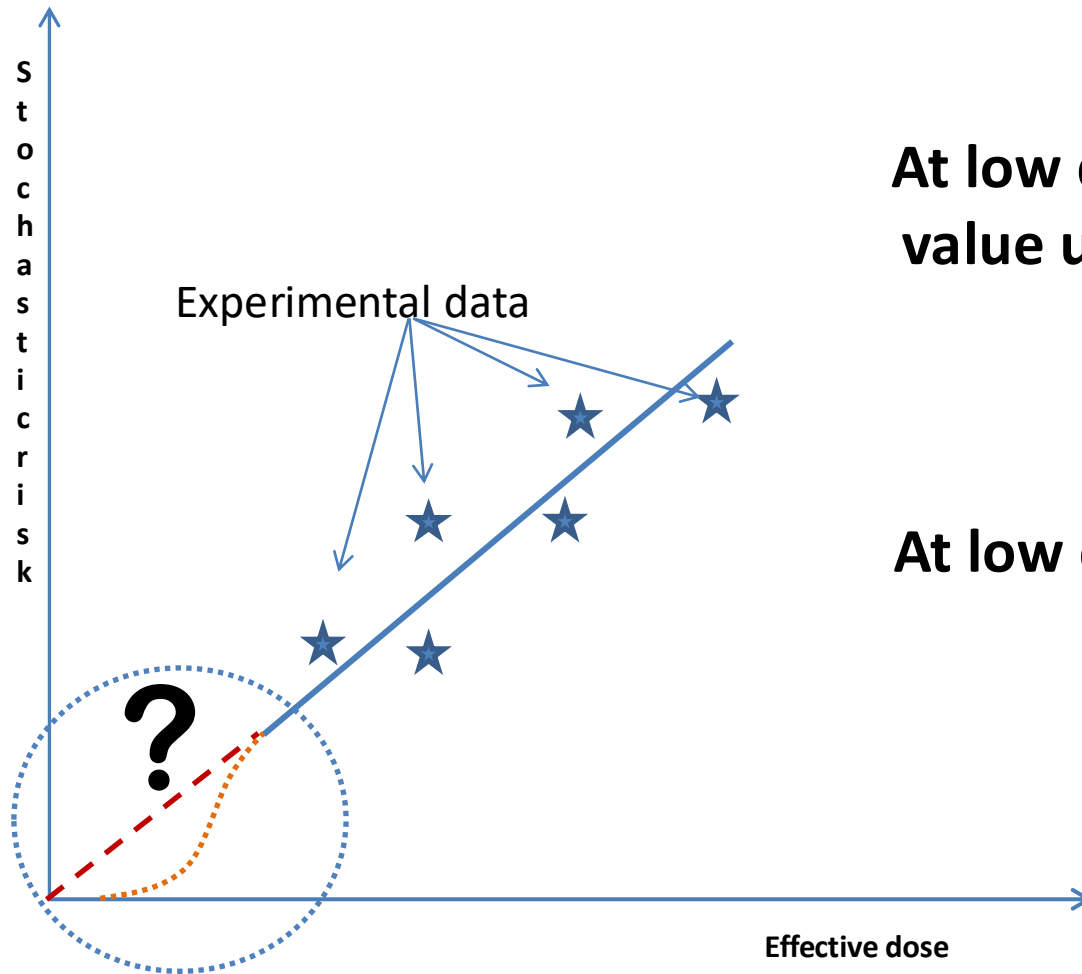 Stochastic risk
At low
value u
Experimental data
At low
?
Effective dose